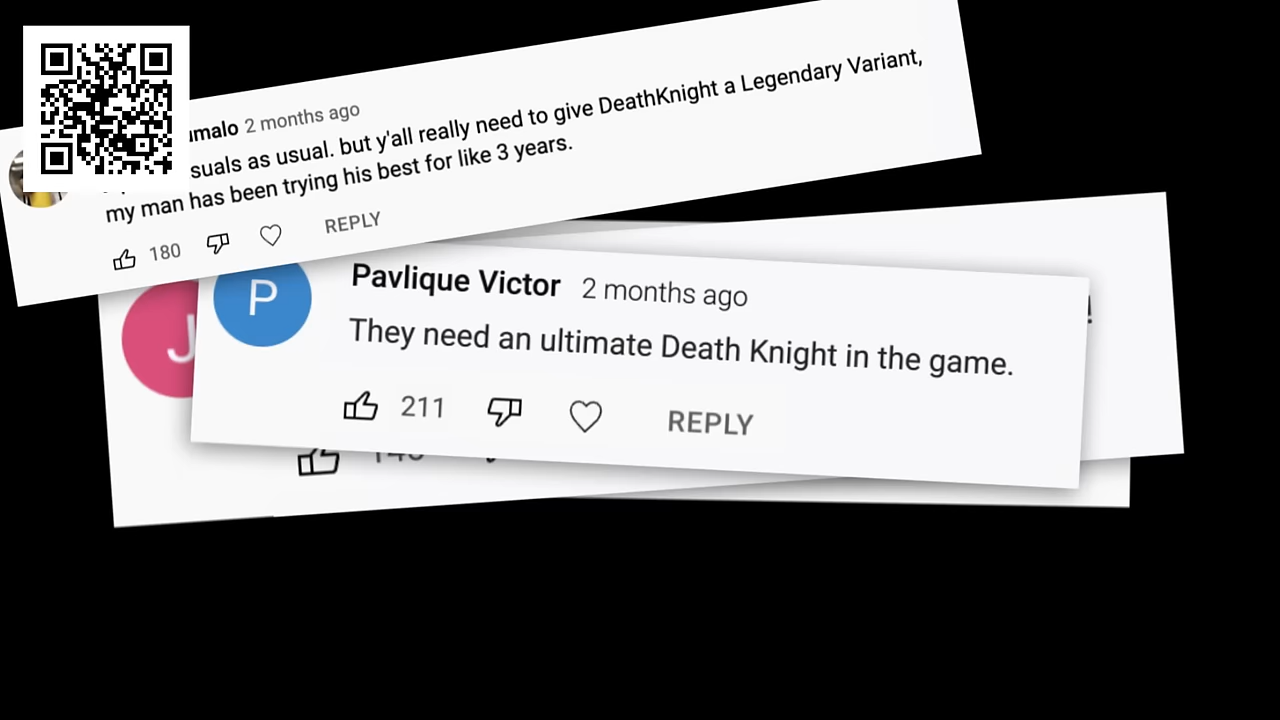 2 months ago
as usual. but y'all really need to give DeathKnight a Legendary Variant,
my man has been trying his best for like 3 years.
180 REPLY
J
P
Pavlique Victor 2 months ago
They need an ultimate Death Knight in the game.
211 REPLY